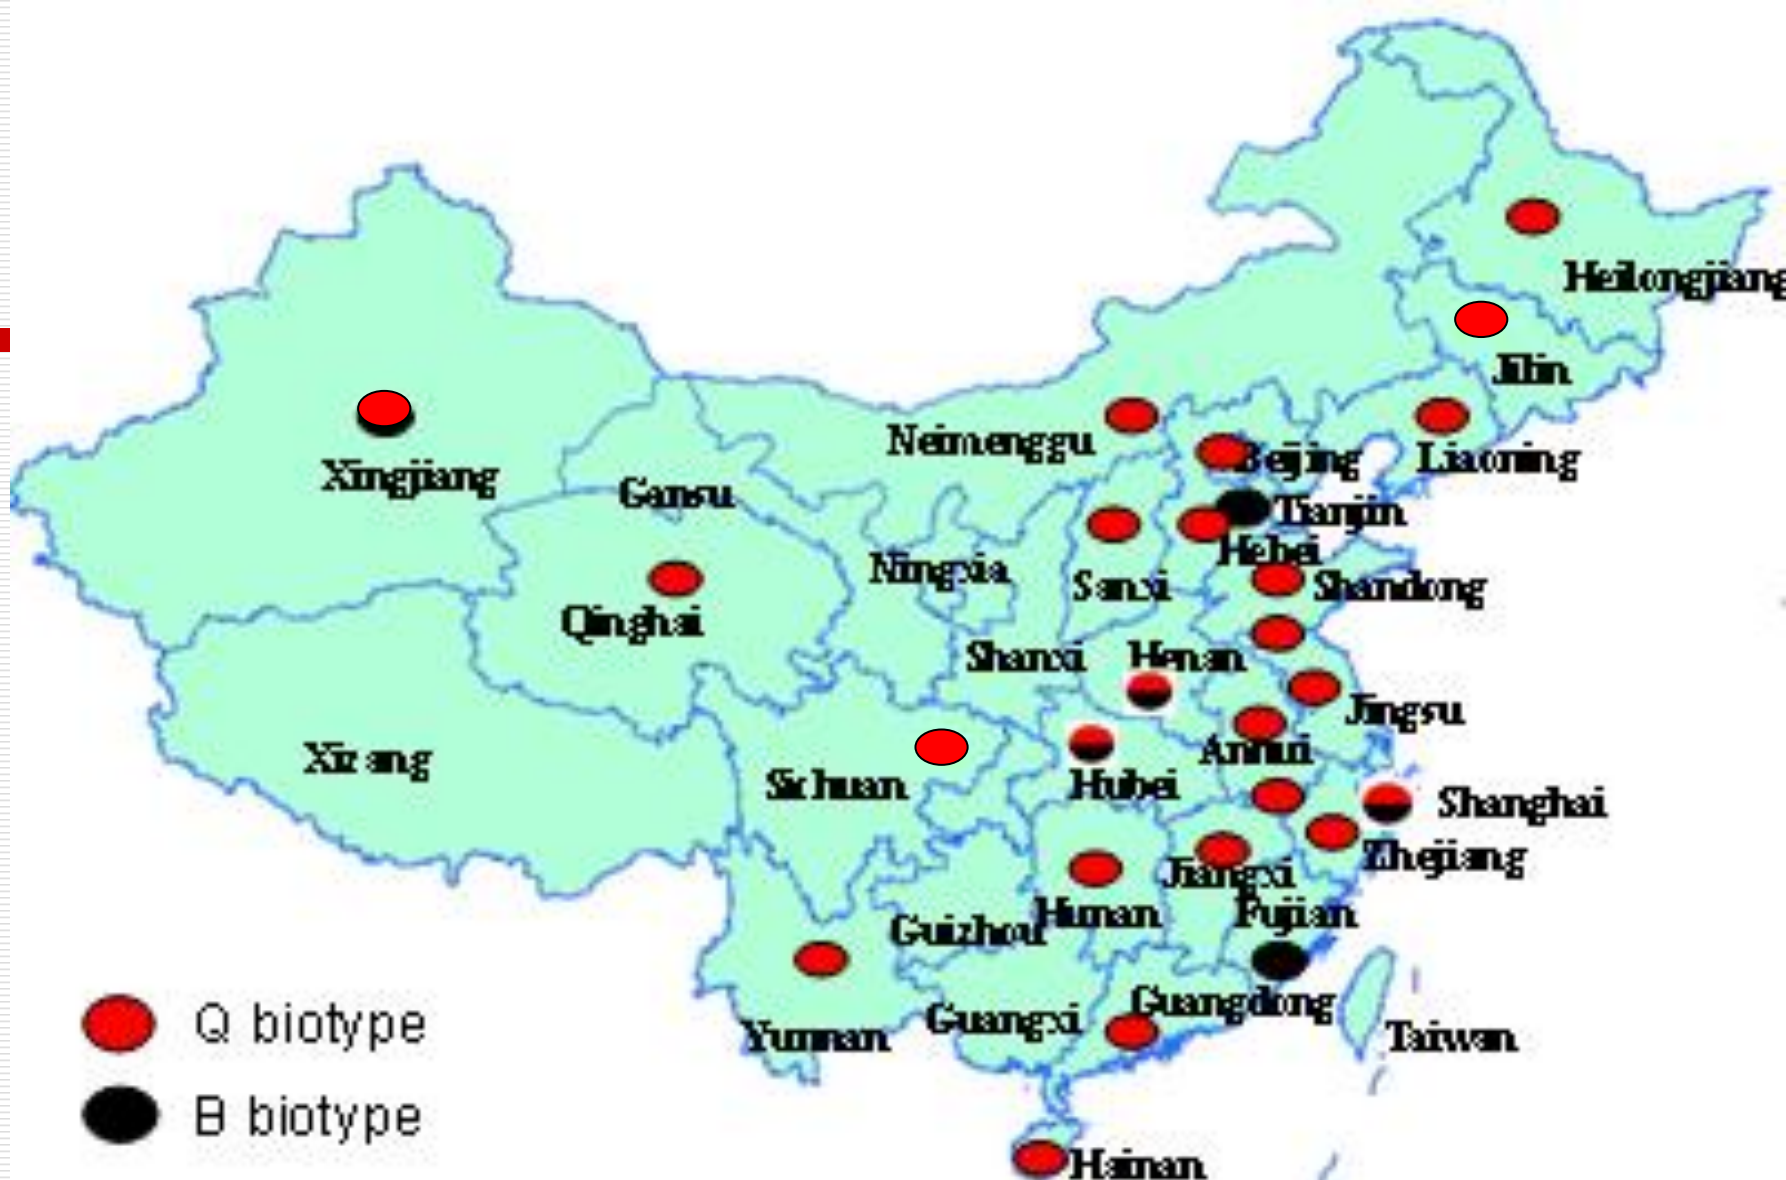 Heilongjiang
Jilin
Neimenggu
Beijing
Liaoning
Xingjiang
Gansu
Tianjin
Hebei
Ningxia
Sanxi
Shandong
Qinghai
Shanxi
Henan
Jingsu
Anhui
Xizang
Sichuan
Hubei
Shanghai
Zhejiang
Jiangxi
Hunan
Fujian
Guizhou
Guangdong
Guangxi
Yunnan
Taiwan
Q biotype
B biotype
Hainan